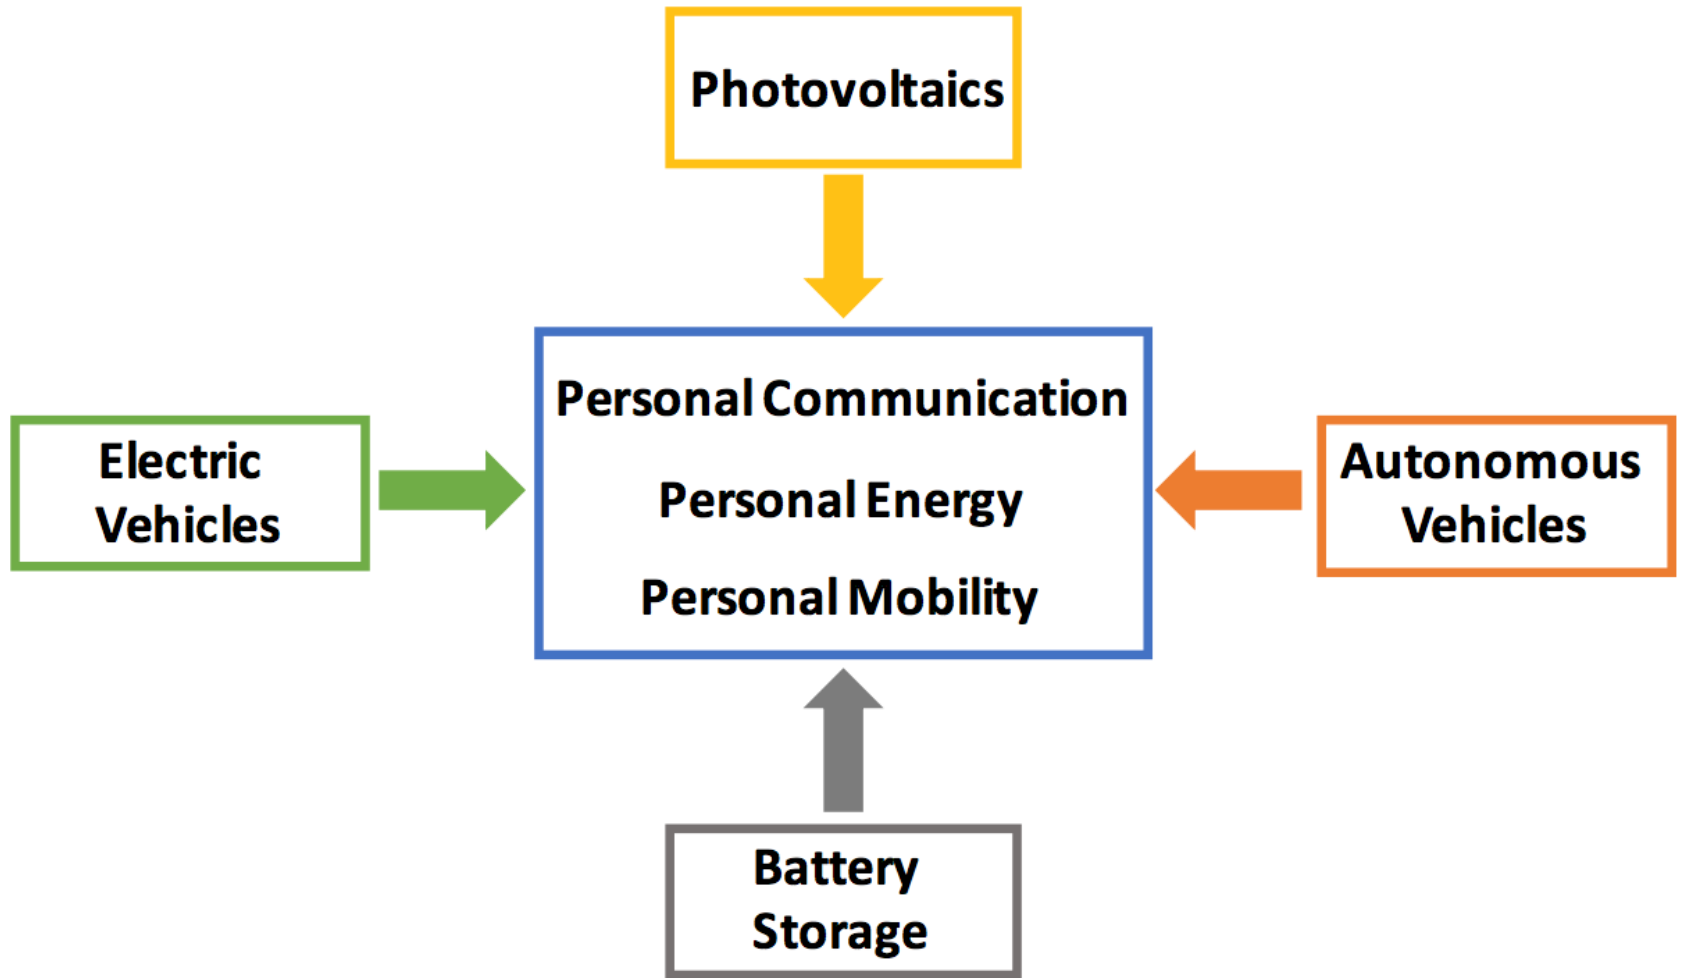 Photovoltaics
Personal Communication
Personal Energy
Personal Mobility
Electric
Vehicles
Autonomous
Vehicles
Battery
Storage